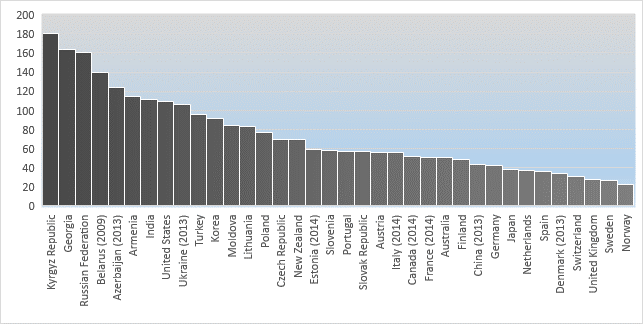 200
180
160
140
120
100
80
60
40
20
0
Kyrgyz Republic
Georgia
Russian Federation
Belarus (2009)
Azerbaijan (2013)
Armenia
India
United States
Ukraine (2013)
Turkey
Korea
Moldova
Lithuania
Poland
Czech Republic
New Zealand
Estonia (2014)
Slovenia
Portugal
Slovak Republic
Austria
Italy (2014)
Canada (2014)
France (2014)
Australia
Finland
China (2013)
Germany
Japan
Netherlands
Spain
Denmark (2013)
Switzerland
United Kingdom
Sweden
Norway